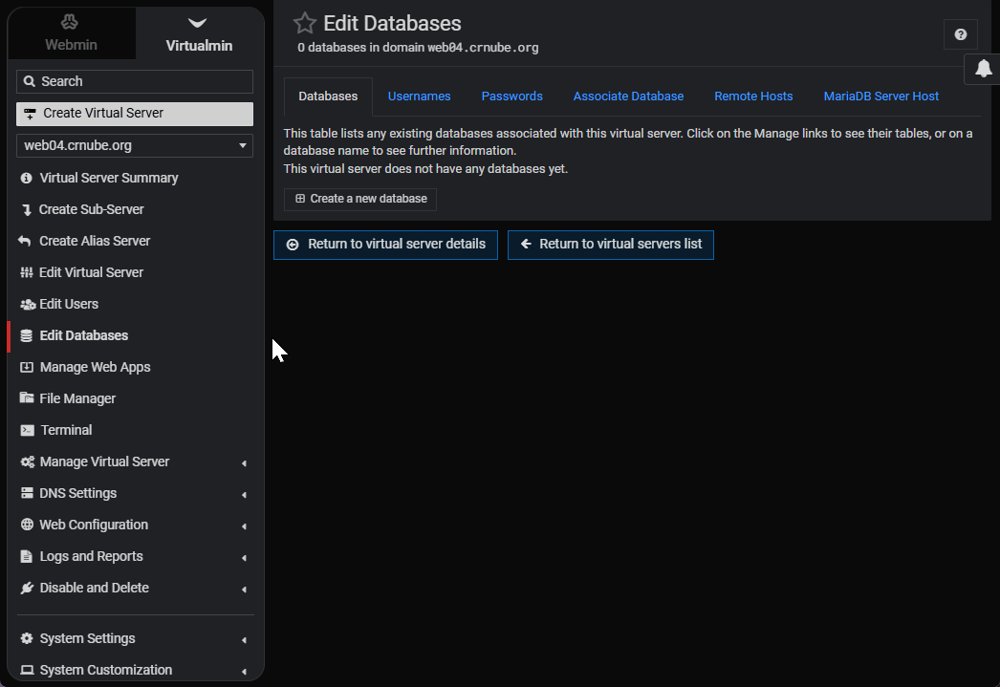 Webmin
Virtualmin
Search
Create Virtual Server
web04.crnube.org
Virtual Server Summary
Create Sub-Server
Create Alias Server
Edit Virtual Server
Edit Users
Edit Databases
Manage Web Apps
File Manager
Terminal
Manage Virtual Server
DNS Settings
Web Configuration
Logs and Reports
Disable and Delete
System Settings
System Customization
Edit Databases
0 databases in domain web04.crnube.org
Databases Usernames Passwords Associate Database Remote Hosts MariaDB Server Host
This table lists any existing databases associated with this virtual server. Click on the Manage links to see their tables, or on a
database name to see further information.
This virtual server does not have any databases yet.
Create a new database
Return to virtual server details Return to virtual servers list